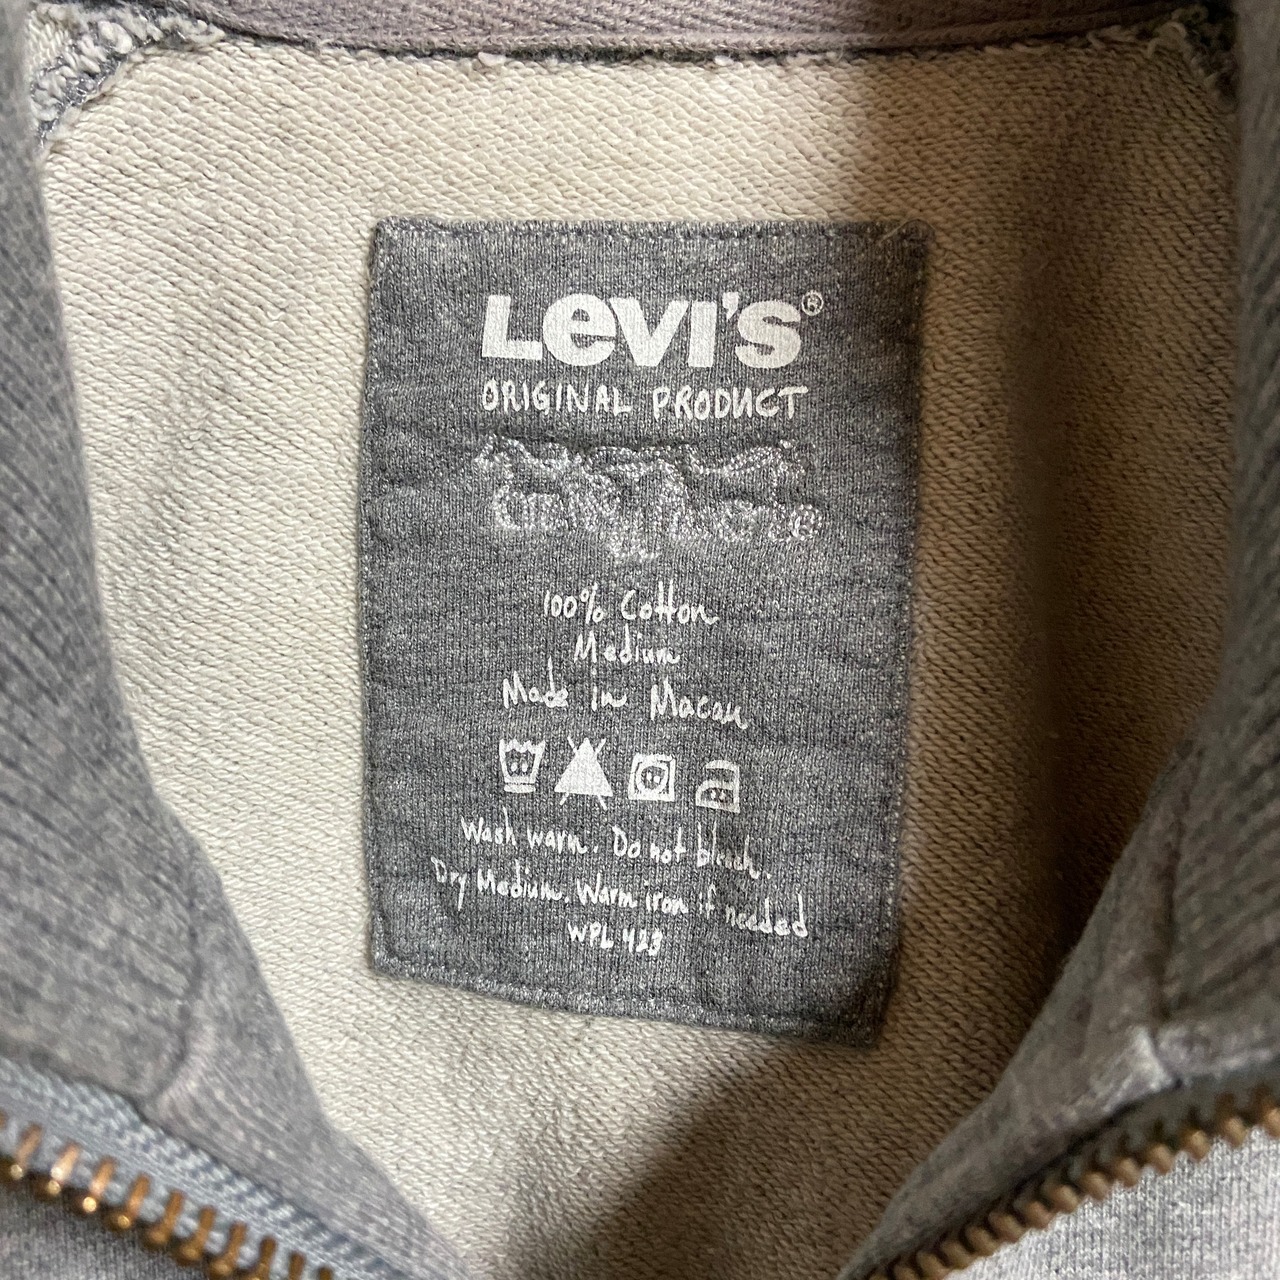 Levi's®
ORIGINAL PRODUCT
100% Cotton
Medium
Made in Macau
Wash warm. Do not bleach.
Dry Medium. Warm iron if needed
WPL 423